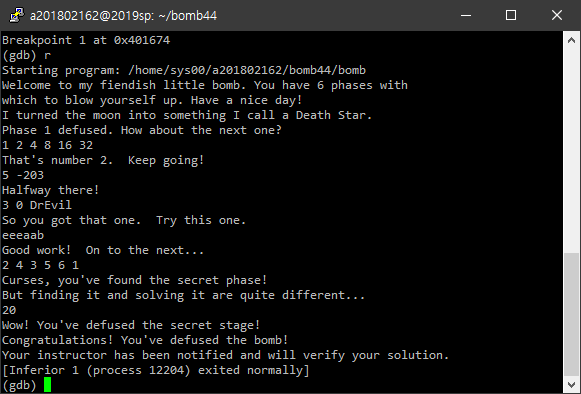 a201802162@2019sp: ~/bomb44
Breakpoint 1 at 0x401674
(gdb) r
Starting program: /home/sys00/a201802162/bomb44/bomb
Welcome to my fiendish little bomb. You have 6 phases with
which to blow yourself up. Have a nice day!
I turned the moon into something I call a Death Star.
Phase 1 defused. How about the next one?
1 2 4 8 16 32
That's number 2.  Keep going!
5 -203
Halfway there!
3 0 DrEvil
So you got that one.  Try this one.
eeeaab
Good work!  On to the next...
2 4 3 5 6 1
Curses, you've found the secret phase!
But finding it and solving it are quite different...
20
Wow! You've defused the secret stage!
Congratulations! You've defused the bomb!
Your instructor has been notified and will verify your solution.
[Inferior 1 (process 12204) exited normally]
(gdb)